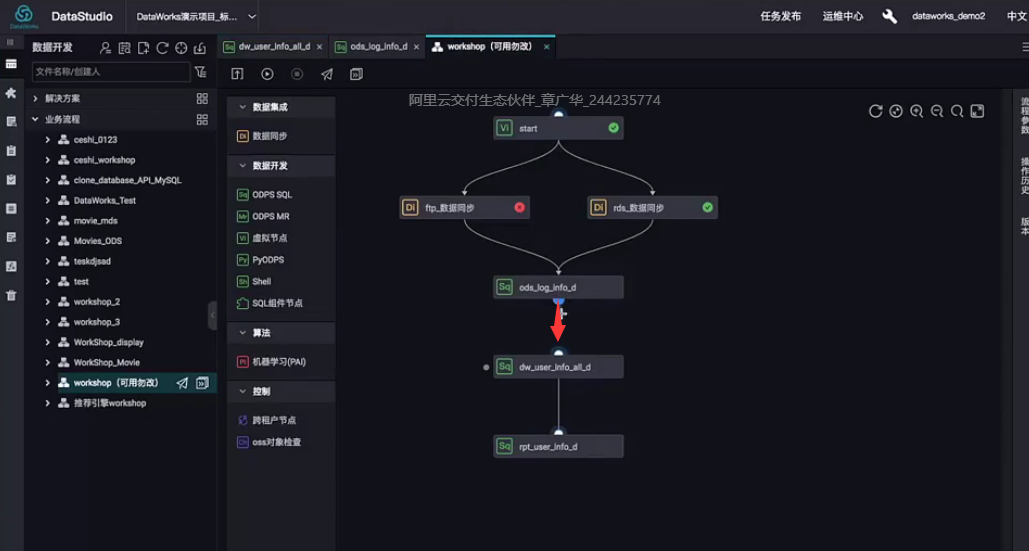 DataWorks
DataStudio
DataWorks演示项目_标...
任务发布
运维中心
dataworks_demo2
中文
数据开发
文件名称/创建人
解决方案
业务流程
ceshi_0123
ceshi_workshop
clone_database_API_MySQL
DataWorks_Test
movie_mds
Movies_ODS
teskdjsad
test
workshop_2
workshop_3
WorkShop_display
WorkShop_Movie
workshop（可用勿改）
推荐引擎workshop
Sq dw_user_info_all_d ×
Sq ods_log_info_d ×
workshop（可用勿改） ×
数据集成
Di 数据同步
数据开发
Sq ODPS SQL
Mr ODPS MR
Vi 虚拟节点
Py PyODPS
Sh Shell
SQL组件节点
算法
PI 机器学习(PAI)
控制
跨租户节点
Ch oss对象检查
阿里云交付生态伙伴_章广华_244235774
Vi start
Di ftp_数据同步
Di rds_数据同步
Sq ods_log_info_d
Sq dw_user_info_all_d
Sq rpt_user_info_d
流程参数
操作历史
版本